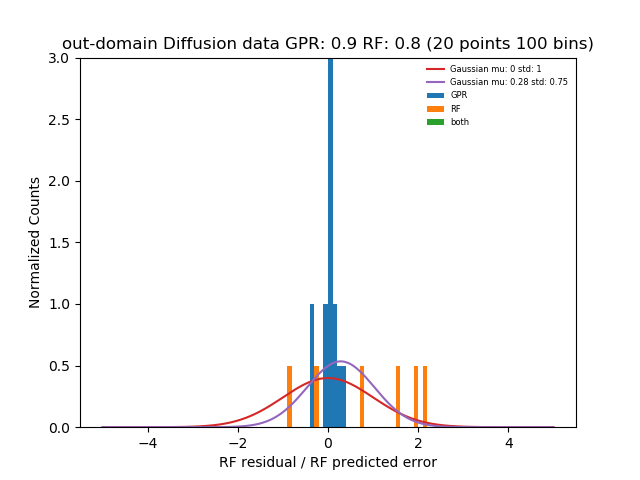 out-domain Diffusion data GPR: 0.9 RF: 0.8 (20 points 100 bins)
3.0
2.5
2.0
1.5
1.0
0.5
0.0
Normalized Counts
Gaussian mu: 0 std: 1
Gaussian mu: 0.28 std: 0.75
GPR
RF
both
−4
−2
0
2
4
RF residual / RF predicted error